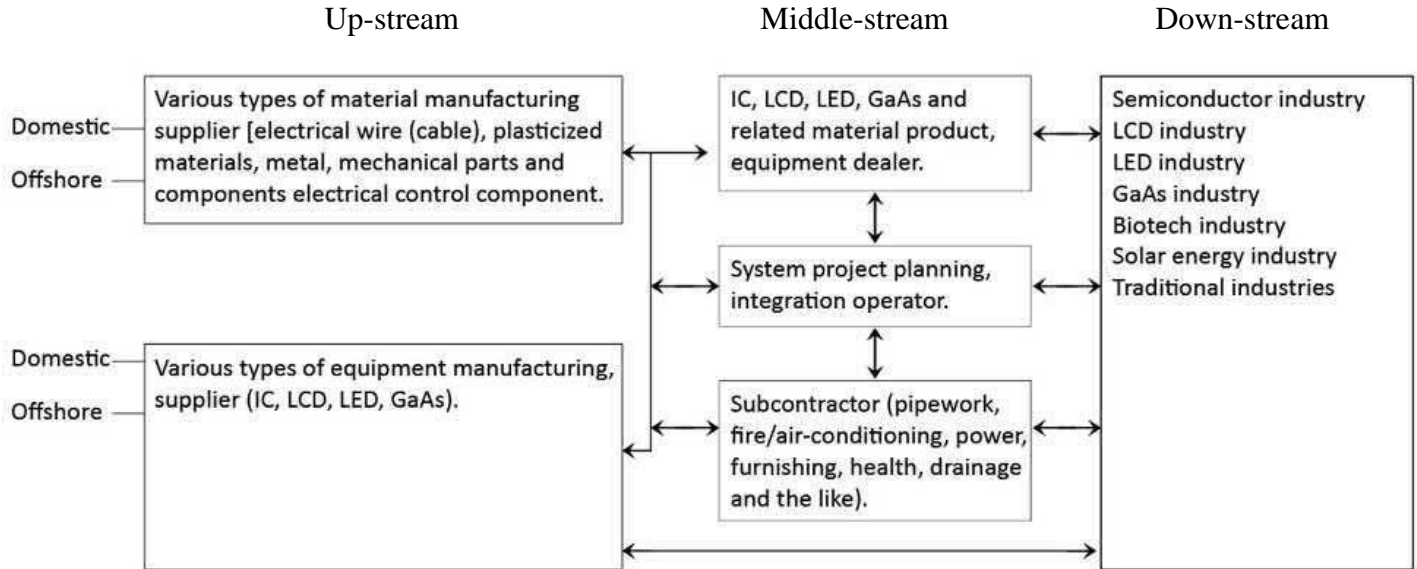 Up-stream
Middle-stream
Down-stream
Domestic
Offshore
Various types of material manufacturing
supplier [electrical wire (cable), plasticized
materials, metal, mechanical parts and
components electrical control component.
IC, LCD, LED, GaAs and
related material product,
equipment dealer.
Semiconductor industry
LCD industry
LED industry
GaAs industry
Biotech industry
Solar energy industry
Traditional industries
System project planning,
integration operator.
Domestic
Offshore
Various types of equipment manufacturing,
supplier (IC, LCD, LED, GaAs).
Subcontractor (pipework,
fire/air-conditioning, power,
furnishing, health, drainage
and the like).